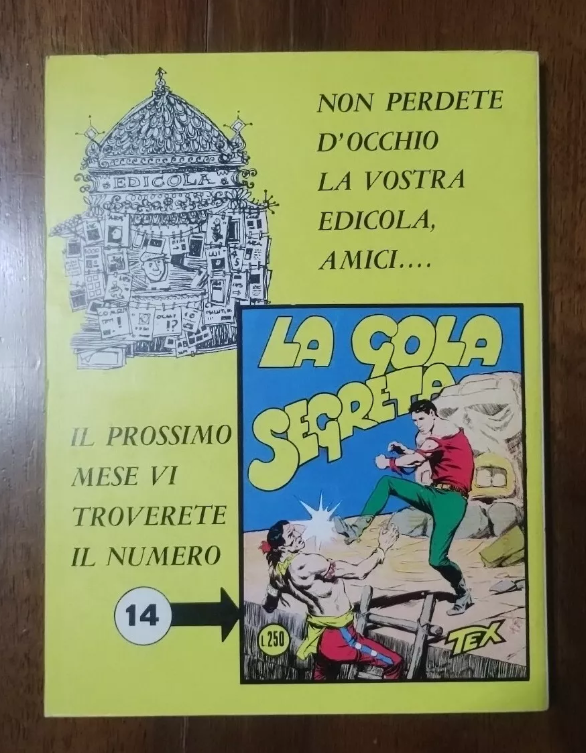 EDICOLA
NON PERDETE
D'OCCHIO
LA VOSTRA
EDICOLA,
AMICI....
LA GOLA
SEGRETA
IL PROSSIMO
MESE VI
TROVERETE
IL NUMERO
14
L.250
TEX